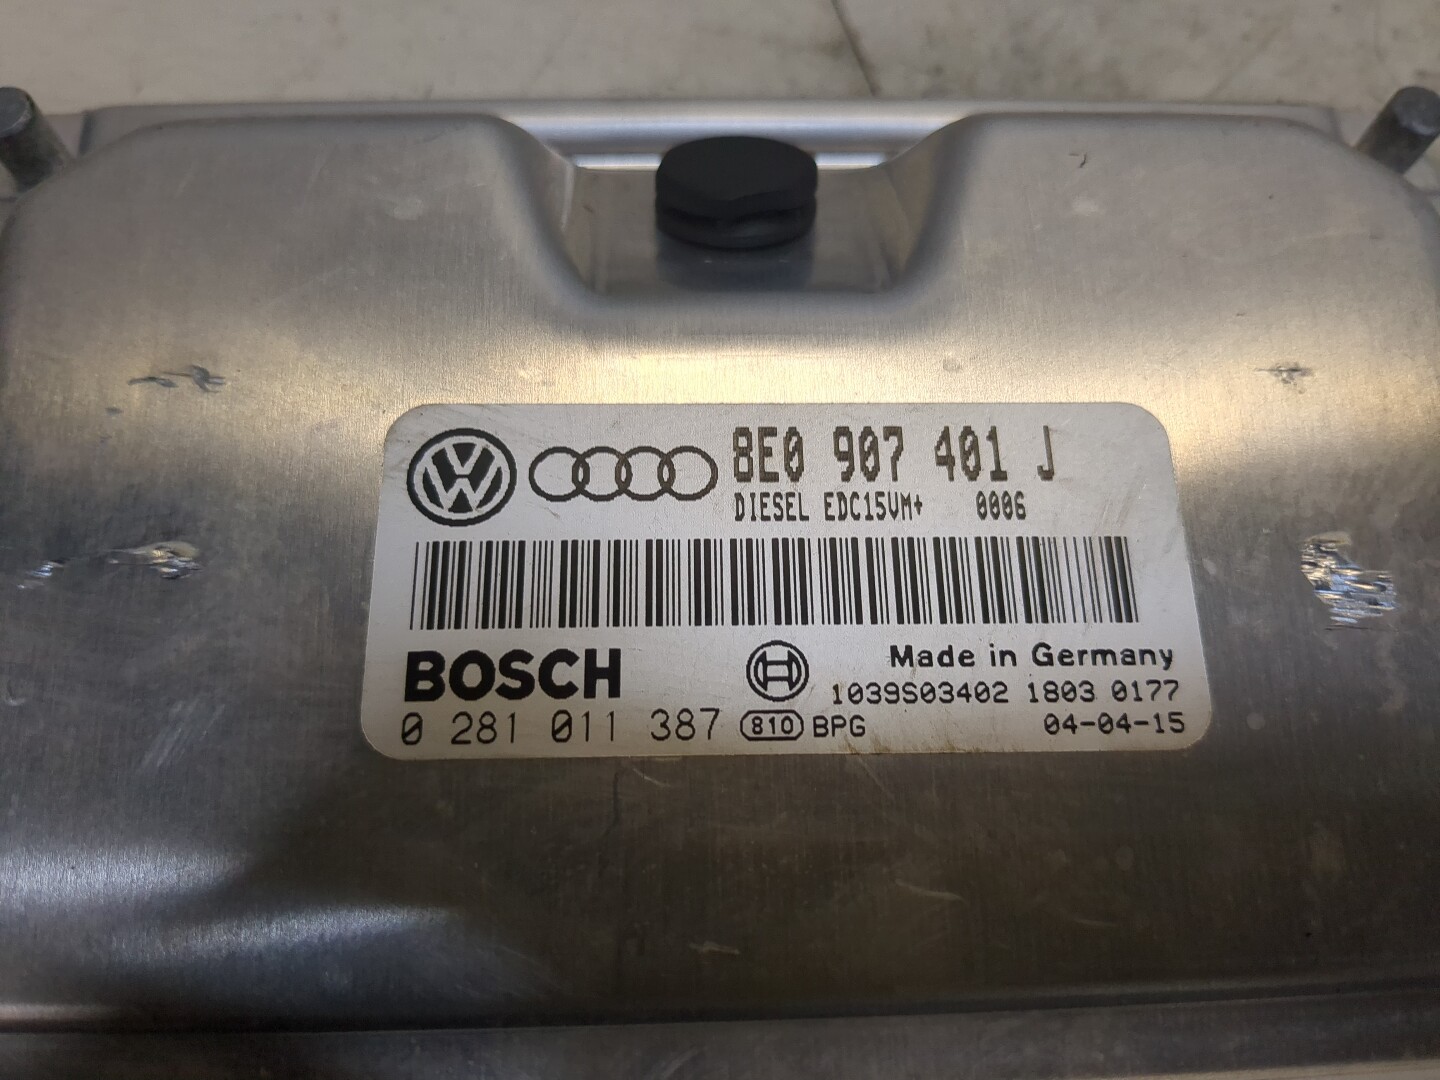 8E0 907 401 J
DIESEL EDC15VM+ 0006
BOSCH
Made in Germany
1039S03402 1803 0177
0 281 011 387 810 BPG 04-04-15